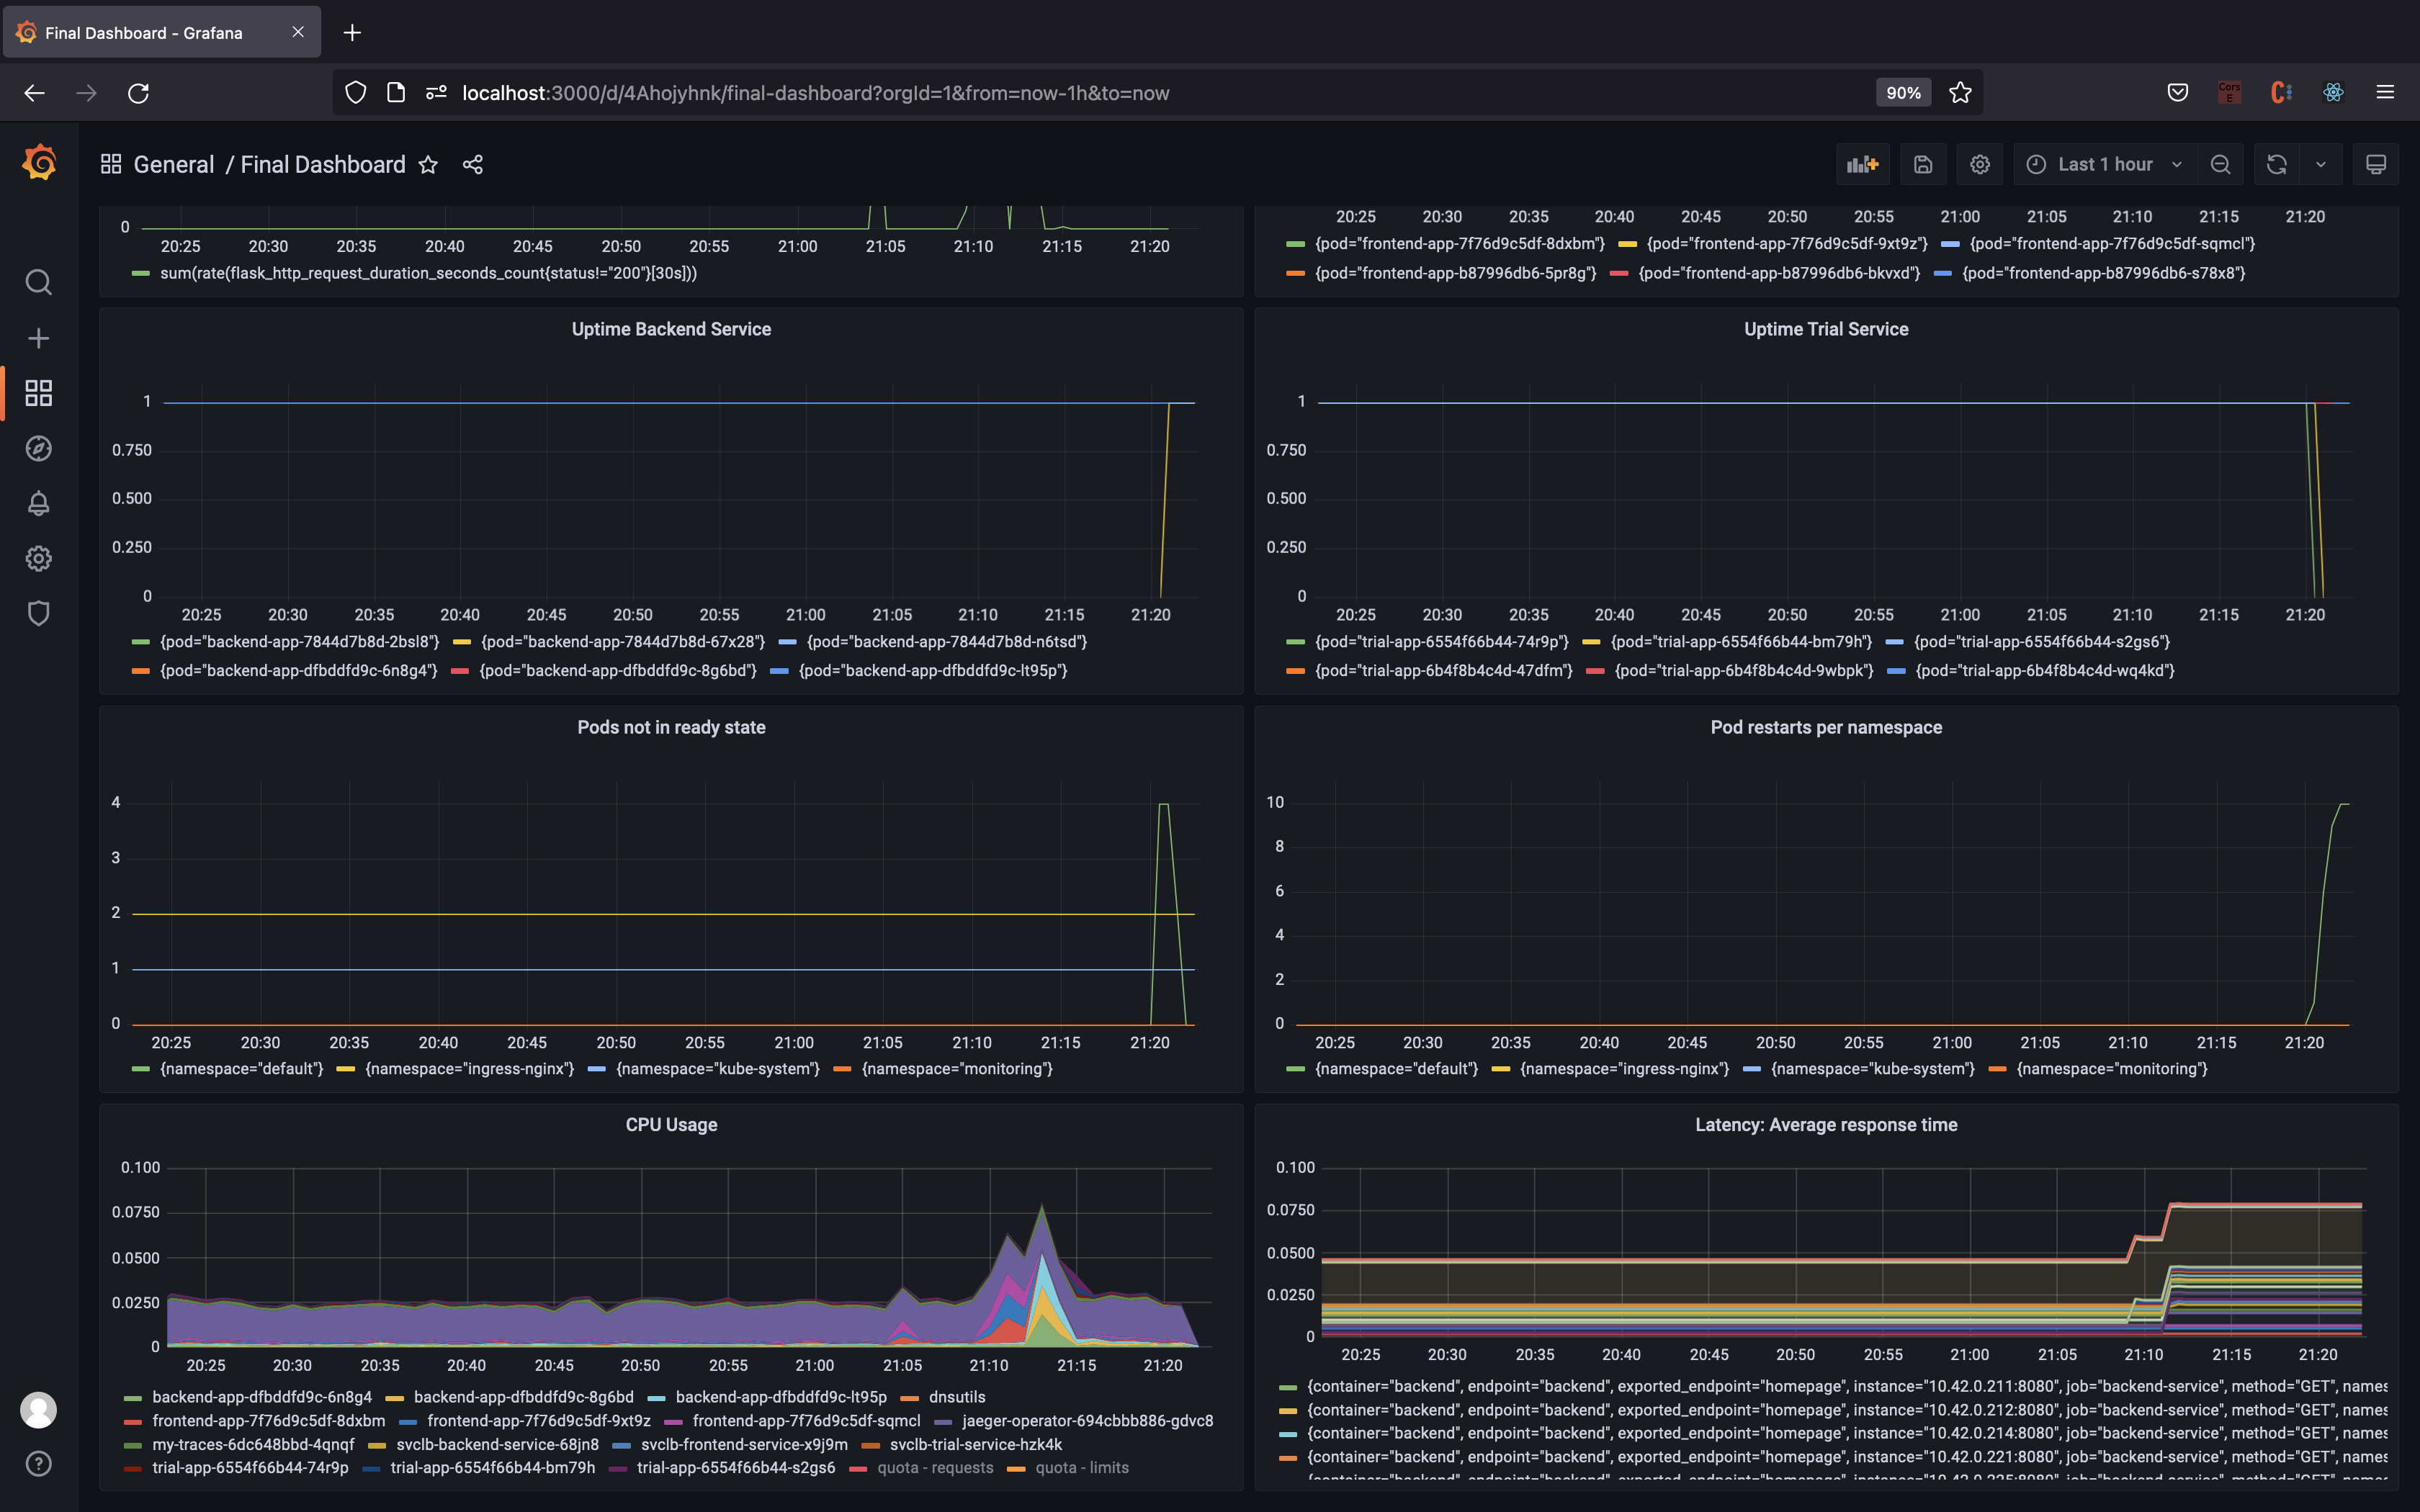 Final Dashboard - Grafana
localhost:3000/d/4Ahojyhnk/final-dashboard?orgId=1&from=now-1h&to=now
90%
Cors E
General / Final Dashboard
Last 1 hour
0
20:25 20:30 20:35 20:40 20:45 20:50 20:55 21:00 21:05 21:10 21:15 21:20
sum(rate(flask_http_request_duration_seconds_count{status!="200"}[30s]))
20:25 20:30 20:35 20:40 20:45 20:50 20:55 21:00 21:05 21:10 21:15 21:20
{pod="frontend-app-7f76d9c5df-8dxbm"} {pod="frontend-app-7f76d9c5df-9xt9z"} {pod="frontend-app-7f76d9c5df-sqmcl"}
{pod="frontend-app-b87996db6-5pr8g"} {pod="frontend-app-b87996db6-bkvxd"} {pod="frontend-app-b87996db6-s78x8"}
Uptime Backend Service
1
0.750
0.500
0.250
0
20:25 20:30 20:35 20:40 20:45 20:50 20:55 21:00 21:05 21:10 21:15 21:20
{pod="backend-app-7844d7b8d-2bsl8"} {pod="backend-app-7844d7b8d-67x28"} {pod="backend-app-7844d7b8d-n6tsd"}
{pod="backend-app-dfbddfd9c-6n8g4"} {pod="backend-app-dfbddfd9c-8g6bd"} {pod="backend-app-dfbddfd9c-lt95p"}
Uptime Trial Service
1
0.750
0.500
0.250
0
20:25 20:30 20:35 20:40 20:45 20:50 20:55 21:00 21:05 21:10 21:15 21:20
{pod="trial-app-6554f66b44-74r9p"} {pod="trial-app-6554f66b44-bm79h"} {pod="trial-app-6554f66b44-s2gs6"}
{pod="trial-app-6b4f8b4c4d-47dfm"} {pod="trial-app-6b4f8b4c4d-9wbpk"} {pod="trial-app-6b4f8b4c4d-wq4kd"}
Pods not in ready state
4
3
2
1
0
20:25 20:30 20:35 20:40 20:45 20:50 20:55 21:00 21:05 21:10 21:15 21:20
{namespace="default"} {namespace="ingress-nginx"} {namespace="kube-system"} {namespace="monitoring"}
Pod restarts per namespace
10
8
6
4
2
0
20:25 20:30 20:35 20:40 20:45 20:50 20:55 21:00 21:05 21:10 21:15 21:20
{namespace="default"} {namespace="ingress-nginx"} {namespace="kube-system"} {namespace="monitoring"}
CPU Usage
0.100
0.0750
0.0500
0.0250
0
20:25 20:30 20:35 20:40 20:45 20:50 20:55 21:00 21:05 21:10 21:15 21:20
backend-app-dfbddfd9c-6n8g4 backend-app-dfbddfd9c-8g6bd backend-app-dfbddfd9c-lt95p dnsutils
frontend-app-7f76d9c5df-8dxbm frontend-app-7f76d9c5df-9xt9z frontend-app-7f76d9c5df-sqmcl jaeger-operator-694cbbb886-gdvc8
my-traces-6dc648bbd-4qnqf svclb-backend-service-68jn8 svclb-frontend-service-x9j9m svclb-trial-service-hzk4k
trial-app-6554f66b44-74r9p trial-app-6554f66b44-bm79h trial-app-6554f66b44-s2gs6 quota - requests quota - limits
Latency: Average response time
0.100
0.0750
0.0500
0.0250
0
20:25 20:30 20:35 20:40 20:45 20:50 20:55 21:00 21:05 21:10 21:15 21:20
{container="backend", endpoint="backend", exported_endpoint="homepage", instance="10.42.0.211:8080", job="backend-service", method="GET", names
{container="backend", endpoint="backend", exported_endpoint="homepage", instance="10.42.0.212:8080", job="backend-service", method="GET", names
{container="backend", endpoint="backend", exported_endpoint="homepage", instance="10.42.0.214:8080", job="backend-service", method="GET", names
{container="backend", endpoint="backend", exported_endpoint="homepage", instance="10.42.0.221:8080", job="backend-service", method="GET", names
{container="backend", endpoint="backend", exported_endpoint="homepage", instance="10.42.0.225:8080", job="backend-service", method="GET", names